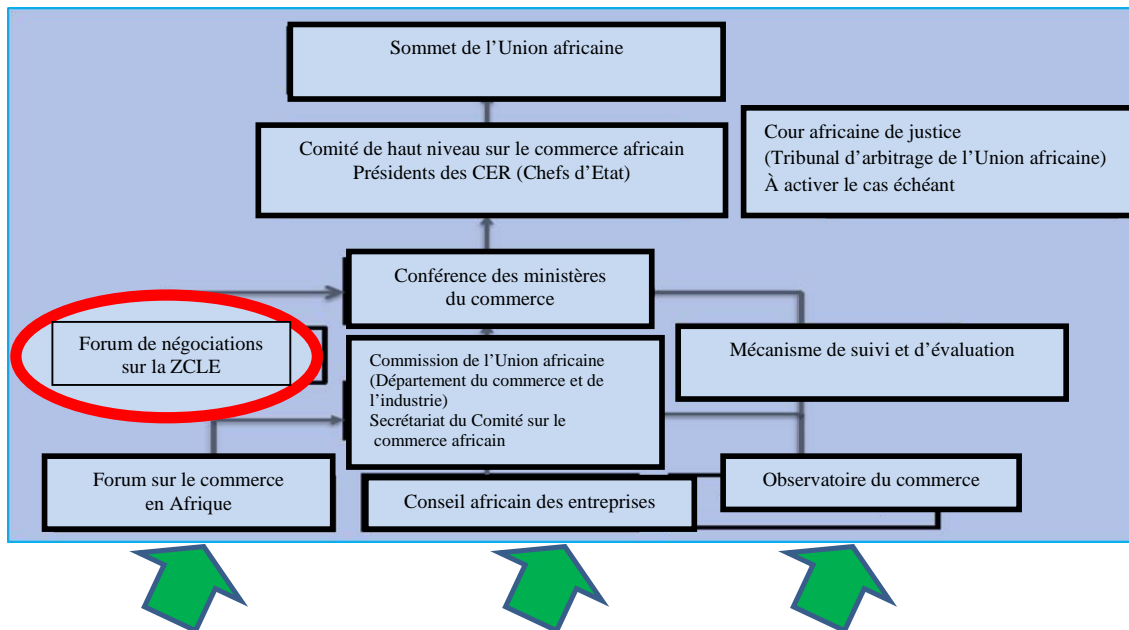 Sommet de l’Union africaine
Comité de haut niveau sur le commerce africain
Présidents des CER (Chefs d’Etat)
Cour africaine de justice
(Tribunal d’arbitrage de l’Union africaine)
À activer le cas échéant
Conférence des ministères
du commerce
Forum de négociations
sur la ZCLE
Commission de l’Union africaine
(Département du commerce et de
l’industrie)
Secrétariat du Comité sur le
commerce africain
Mécanisme de suivi et d’évaluation
Forum sur le commerce
en Afrique
Conseil africain des entreprises
Observatoire du commerce